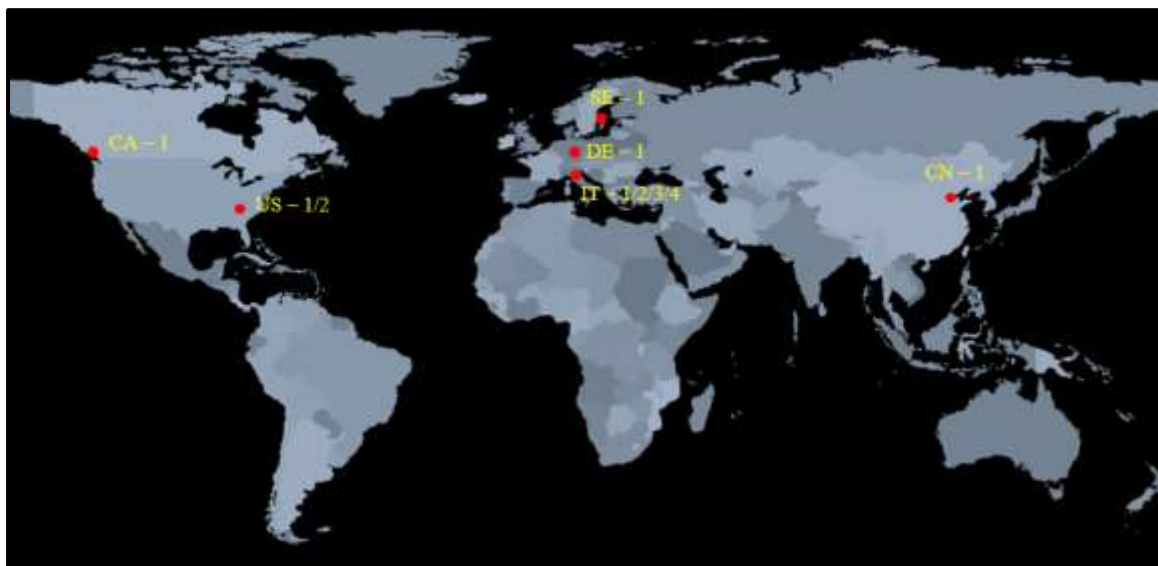 SE – 1
CA – 1
DE – 1
CN – 1
IT – 1/2/3/4
US – 1/2